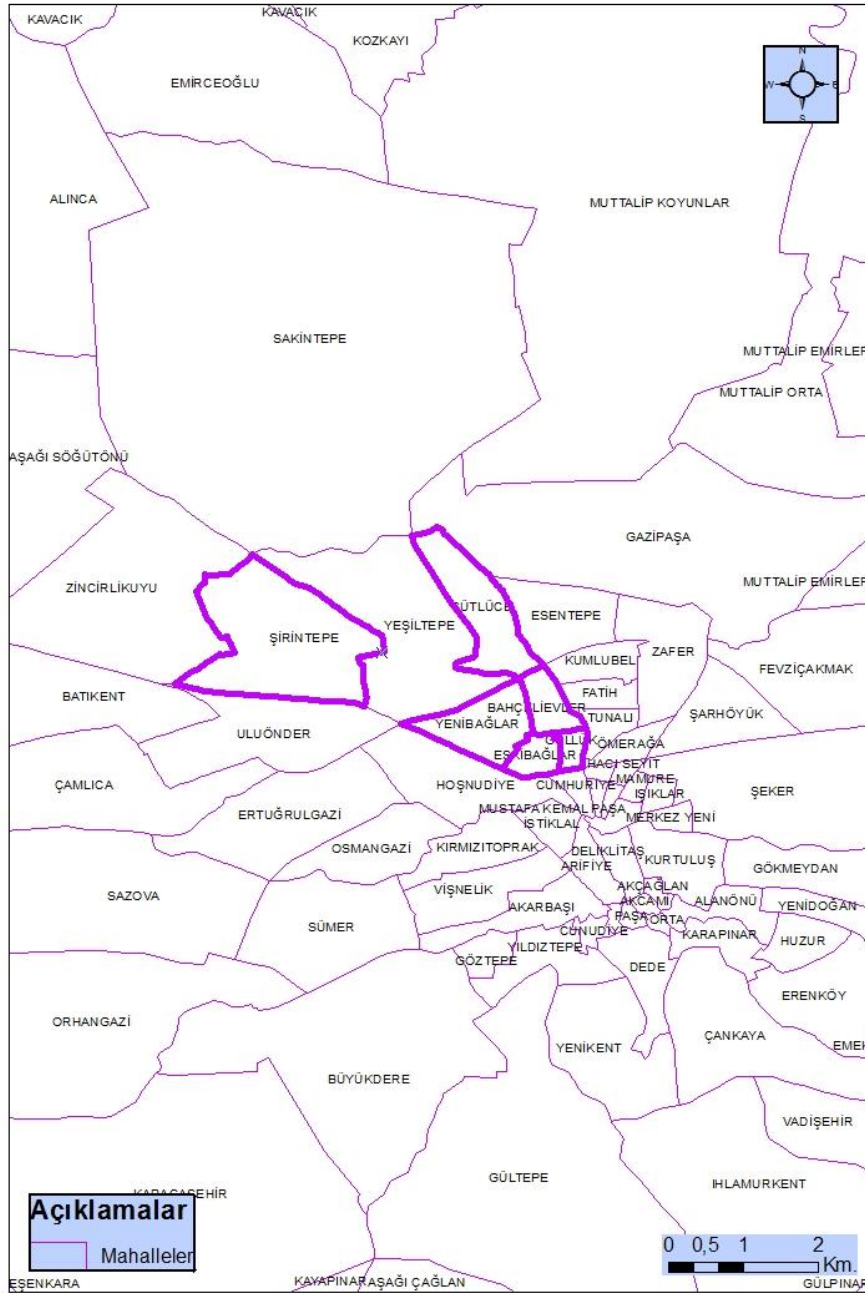 KAVACIK
KAVACIK
KOZKAYI
EMİRCEOĞLU
N
W
S
ALINCA
MUTTALİP KOYUNLAR
SAKİNTEPE
MUTTALİP EMİRLER
MUTTALİP ORTA
AŞAĞI SÖĞÜTÖNÜ
GAZİPAŞA
ZİNCİRLİKUYU
MUTTALİP EMİRLER
SÜTLÜCE
ESENTEPE
YEŞİLTEPE
ŞİRİNTEPE
ZAFER
KUMLUBEL
FEVZİÇAKMAK
BATIKENT
FATİH
BAHÇELİEVLER
TUNALI
ŞARHÖYÜK
YENİBAĞLAR
ULUÖNDER
GÜLLÜK
ÖMERAĞA
ESKİBAĞLAR
HACI SEYİT
ÇAMLICA
HOŞNUDİYE
CUMHURİYE
MAMURE
IŞIKLAR
ŞEKER
ERTUĞRULGAZİ
MUSTAFA KEMAL PAŞA
İSTİKLAL
MERKEZ YENİ
OSMANGAZİ
KIRMIZITOPRAK
DELİKLİTAŞ
ARİFİYE
KURTULUŞ
GÖKMEYDAN
SAZOVA
VİŞNELİK
AKÇAĞLAN
AKCAMİ
ALANÖNÜ
YENİDOĞAN
AKARBAŞI
PAŞA
ORTA
SÜMER
CUNUDİYE
KARAPINAR
HUZUR
YILDIZTEPE
GÖZTEPE
DEDE
ERENKÖY
ORHANGAZİ
ÇANKAYA
EMEK
YENİKENT
BÜYÜKDERE
VADİŞEHİR
GÜLTEPE
IHLAMURKENT
KARACAŞEHİR
Açıklamalar
Mahalleler
0 0,5 1 2
Km.
EŞENKARA
KAYAPINAR
AŞAĞI ÇAĞLAN
GÜLPINAR